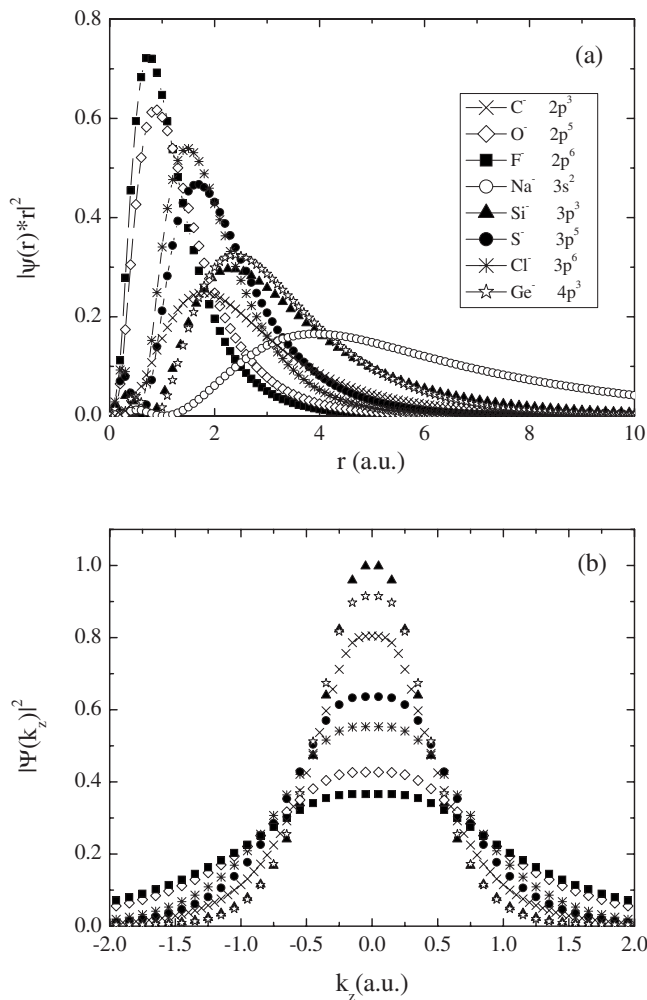 0.8
0.6
0.4
0.2
0.0
|ψ(r)*r|²
(a)
C⁻ 2p³
O⁻ 2p⁵
F⁻ 2p⁶
Na⁻ 3s²
Si⁻ 3p³
S⁻ 3p⁵
Cl⁻ 3p⁶
Ge⁻ 4p³
0 2 4 6 8 10
r (a.u.)
1.0
0.8
0.6
0.4
0.2
0.0
|Ψ(k_z)|²
(b)
-2.0 -1.5 -1.0 -0.5 0.0 0.5 1.0 1.5 2.0
k_z(a.u.)